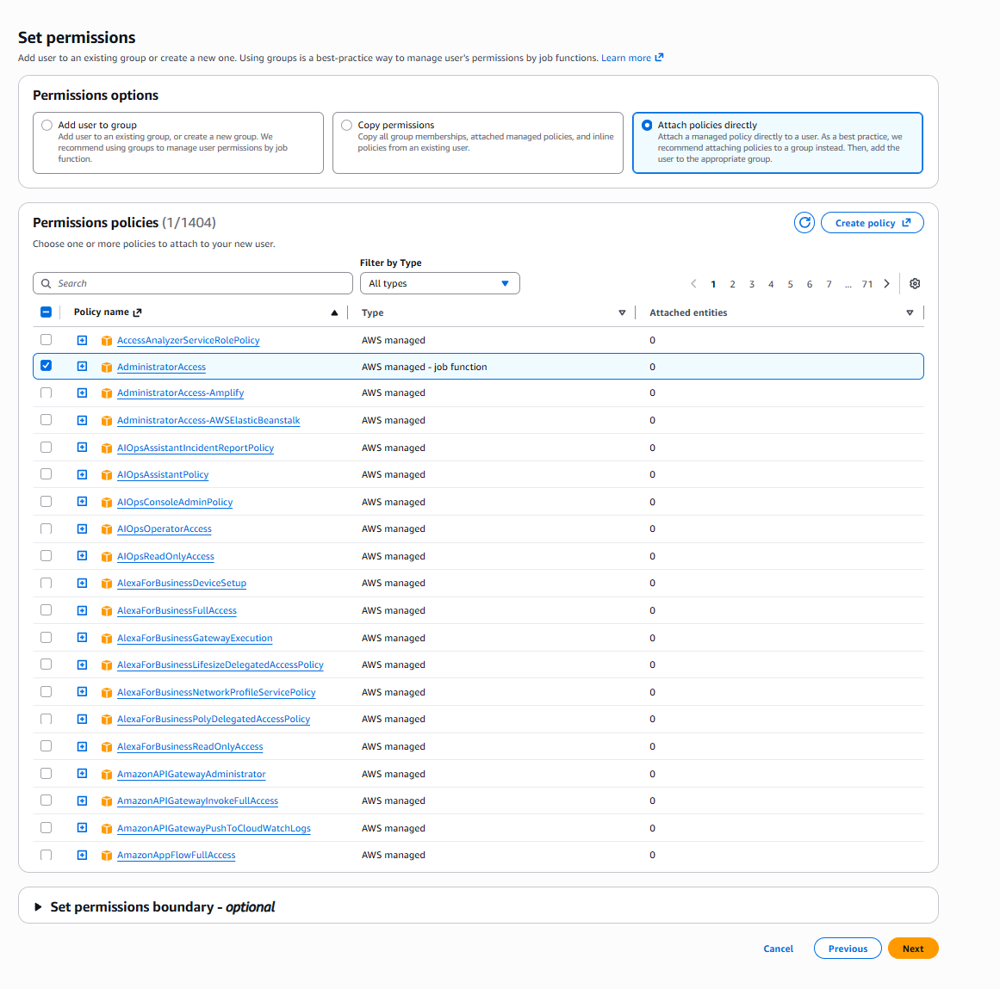 Set permissions
Add user to an existing group or create a new one. Using groups is a best-practice way to manage user's permissions by job functions. Learn more
Permissions options
Add user to group
Add user to an existing group, or create a new group. We
recommend using groups to manage user permissions by job
function.
Copy permissions
Copy all group memberships, attached managed policies, and inline
policies from an existing user.
Attach policies directly
Attach a managed policy directly to a user. As a best practice, we
recommend attaching policies to a group instead. Then, add the
user to the appropriate group.
Permissions policies (1/1404)
Create policy
Choose one or more policies to attach to your new user.
Filter by Type
Search
All types
1 2 3 4 5 6 7 ... 71
Policy name Type Attached entities
AccessAnalyzerServiceRolePolicy AWS managed 0
AdministratorAccess AWS managed - job function 0
AdministratorAccess-Amplify AWS managed 0
AdministratorAccess-AWSElasticBeanstalk AWS managed 0
AIOpsAssistantIncidentReportPolicy AWS managed 0
AIOpsAssistantPolicy AWS managed 0
AIOpsConsoleAdminPolicy AWS managed 0
AIOpsOperatorAccess AWS managed 0
AIOpsReadOnlyAccess AWS managed 0
AlexaForBusinessDeviceSetup AWS managed 0
AlexaForBusinessFullAccess AWS managed 0
AlexaForBusinessGatewayExecution AWS managed 0
AlexaForBusinessLifesizeDelegatedAccessPolicy AWS managed 0
AlexaForBusinessNetworkProfileServicePolicy AWS managed 0
AlexaForBusinessPolyDelegatedAccessPolicy AWS managed 0
AlexaForBusinessReadOnlyAccess AWS managed 0
AmazonAPIGatewayAdministrator AWS managed 0
AmazonAPIGatewayInvokeFullAccess AWS managed 0
AmazonAPIGatewayPushToCloudWatchLogs AWS managed 0
AmazonAppFlowFullAccess AWS managed 0
Set permissions boundary - optional
Cancel
Previous
Next